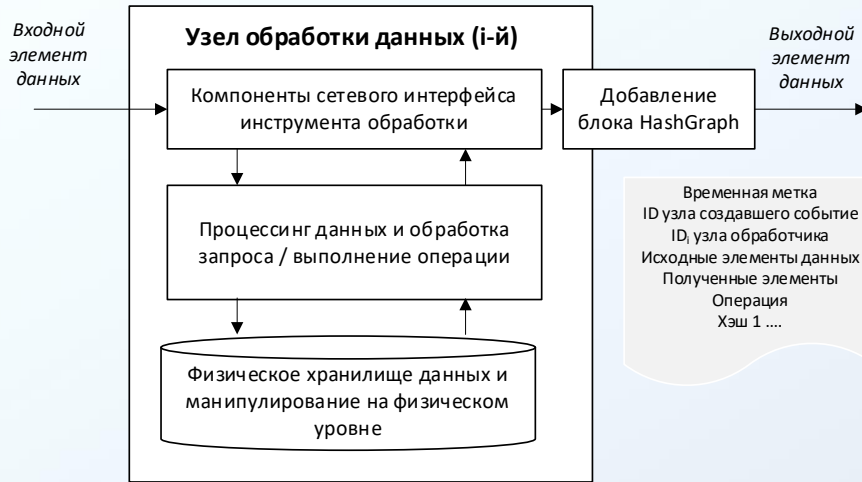 Входной
элемент
данных
Узел обработки данных (i-й)
Выходной
элемент
данных
Компоненты сетевого интерфейса
инструмента обработки
Добавление
блока HashGraph
Процессинг данных и обработка
запроса / выполнение операции
Физическое хранилище данных и
манипулирование на физическом
уровне
Временная метка
ID узла создавшего событие
IDᵢ узла обработчика
Исходные элементы данных
Полученные элементы
Операция
Хэш 1 ....